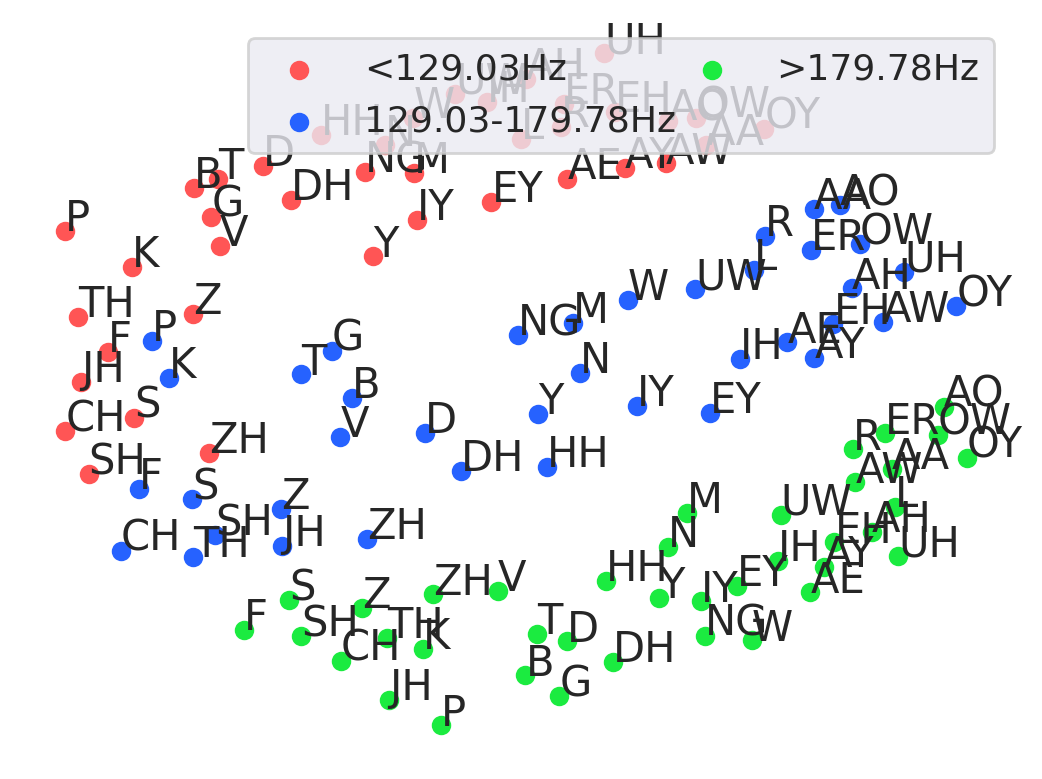 UH
<129.03Hz >179.78Hz
AH
UW IH
ER EH
W AO OW OY
HH 129.03-179.78Hz
N L R AA
B T D NG M AE AY AW
G DH IY EY
P V Y
K
TH Z
F
JH
CH S
SH ZH
AA AO
R ER OW
L UH
W UW AH OY
NG M EH AW
P G IH AE AY
K T N
B Y IY EY
V D
DH HH
F S Z
CH SH JH ZH
TH
AO
R ER OW
AW AA OY
M UW L
N EH AH
HH IH AY UH
S Z ZH V Y IY EY AE
F SH TH K T D NG W
CH B DH
JH G
P